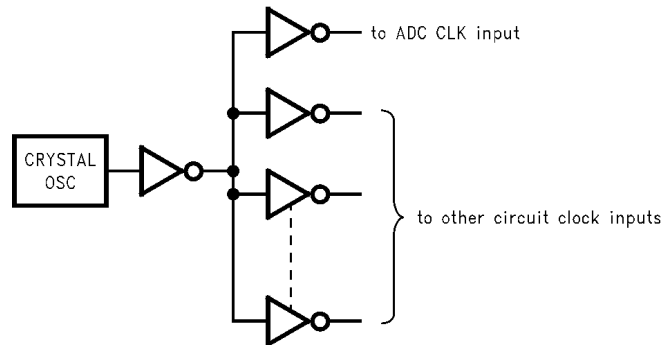 to ADC CLK input
CRYSTAL
OSC
to other circuit clock inputs